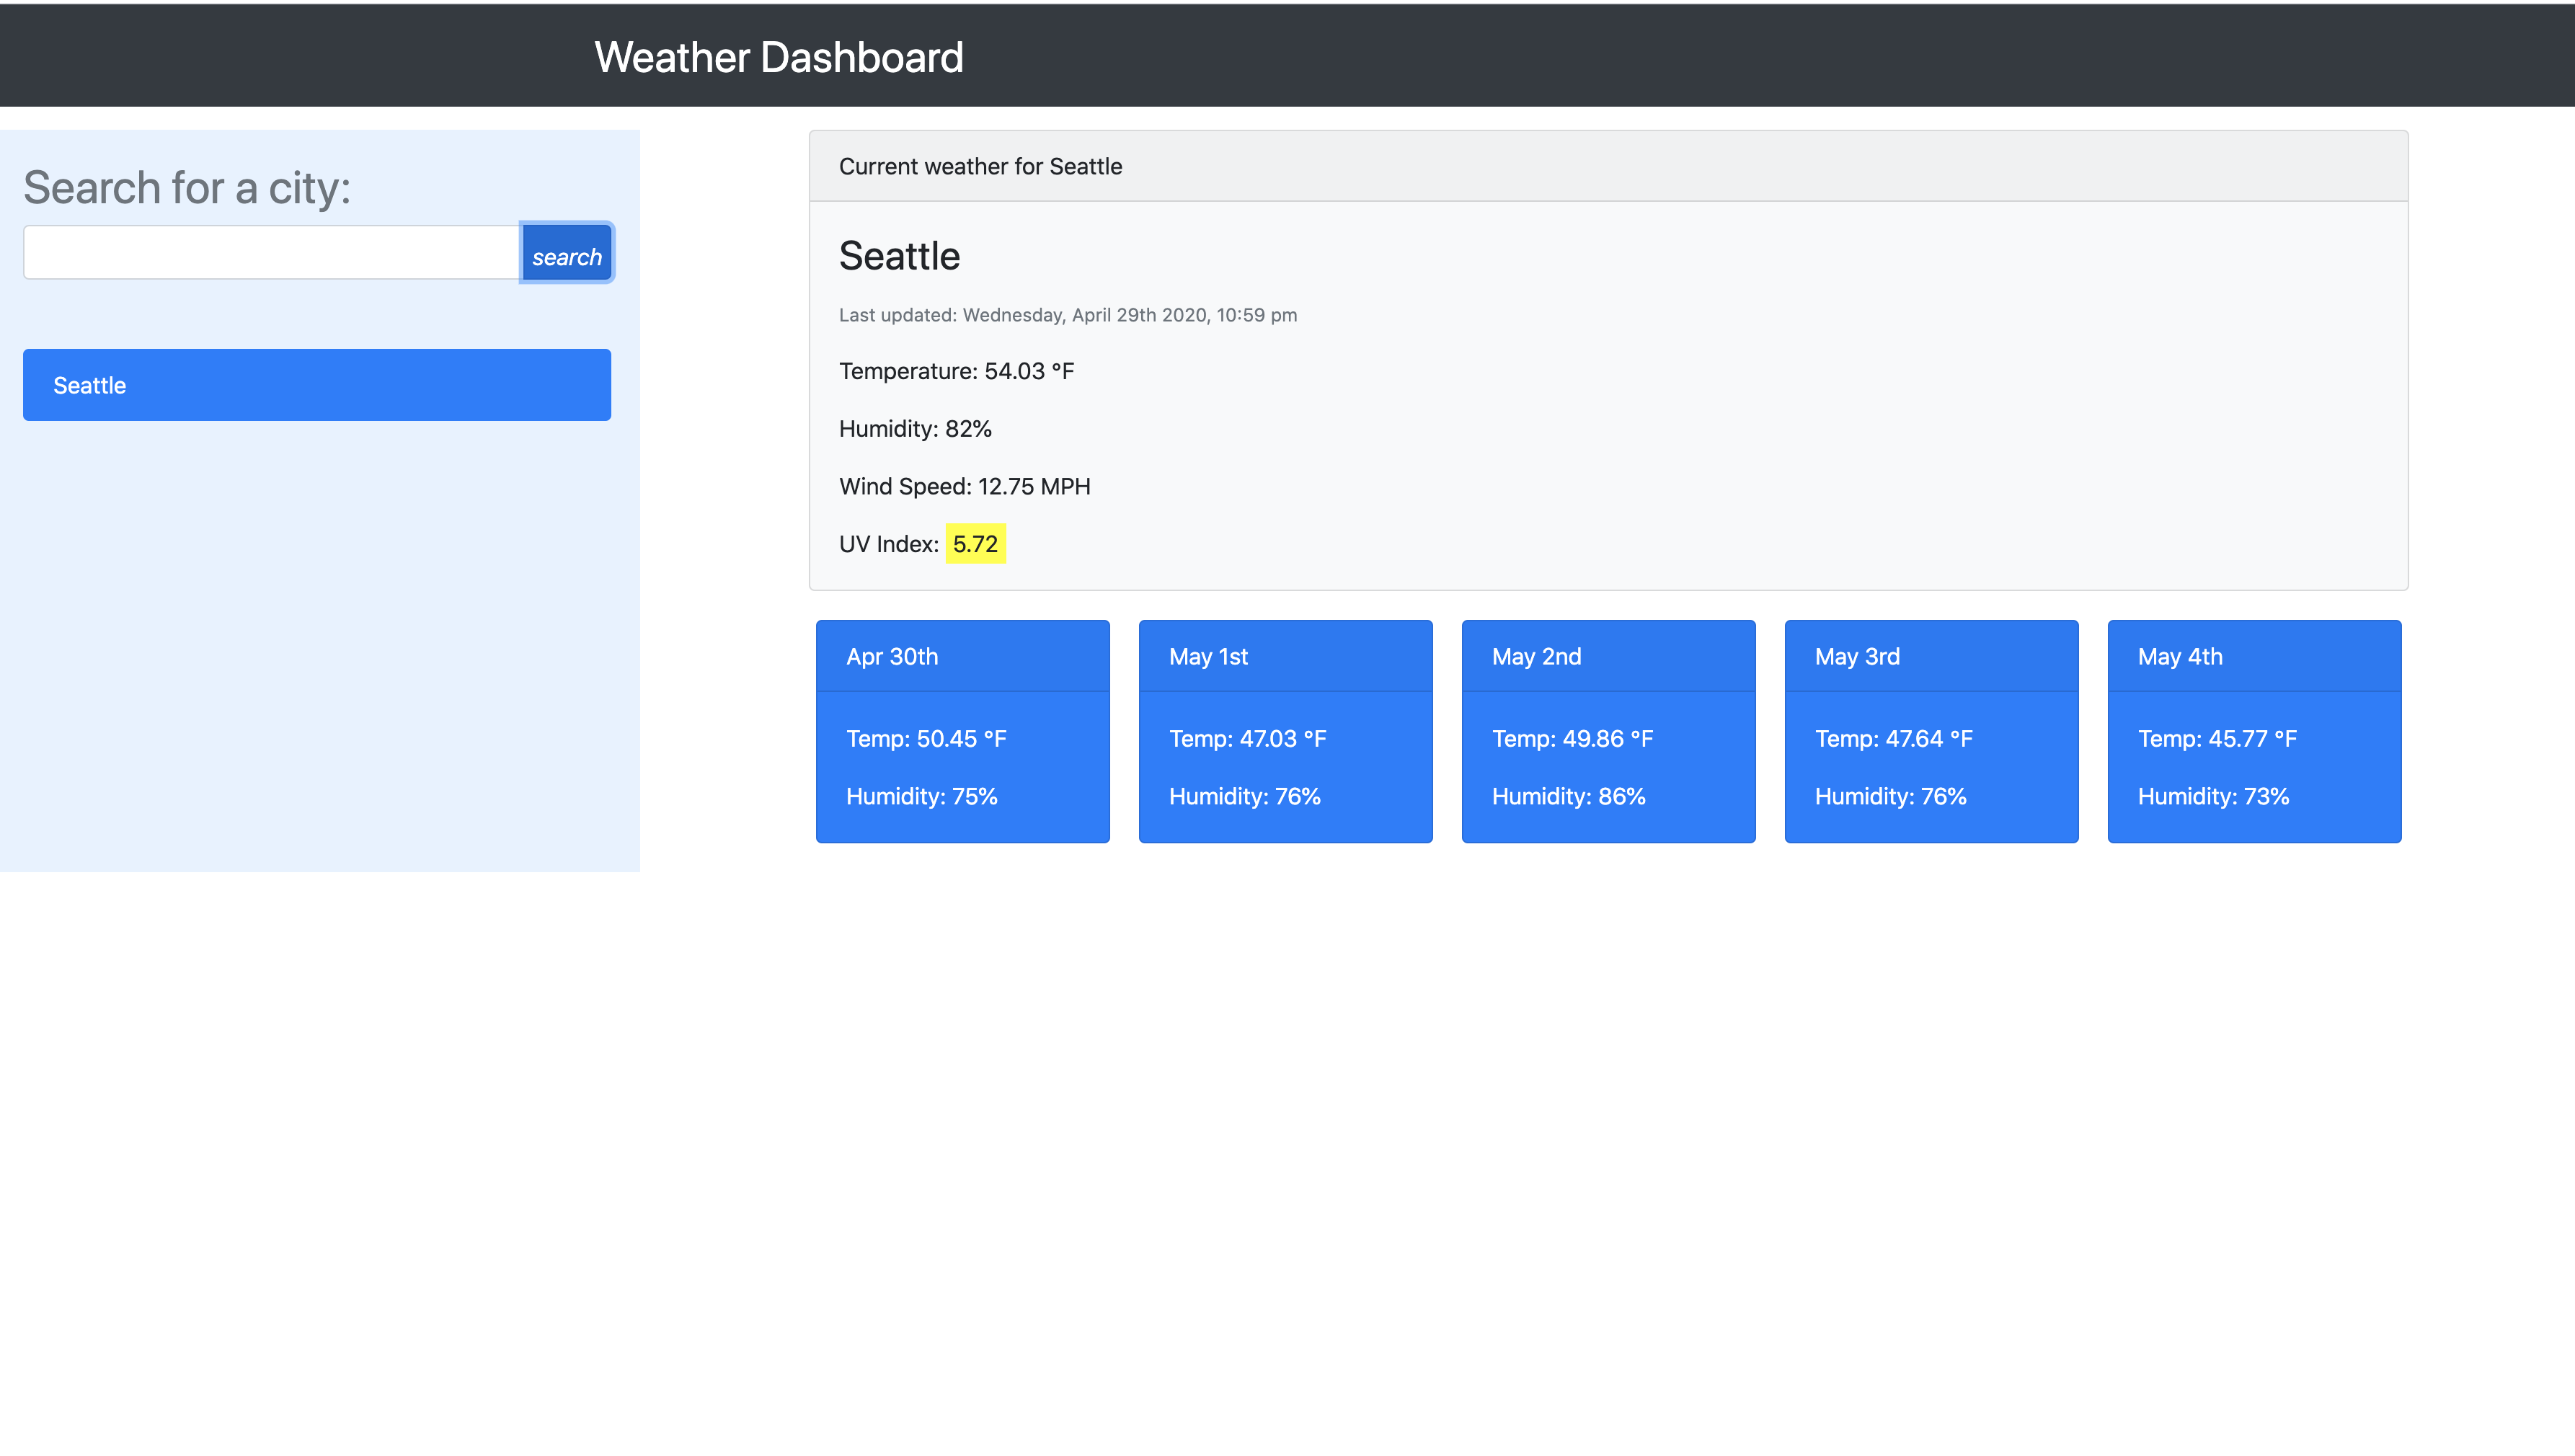 Weather Dashboard
Search for a city:
search
Seattle
Current weather for Seattle
Seattle
Last updated: Wednesday, April 29th 2020, 10:59 pm
Temperature: 54.03 °F
Humidity: 82%
Wind Speed: 12.75 MPH
UV Index: 5.72
Apr 30th
Temp: 50.45 °F
Humidity: 75%
May 1st
Temp: 47.03 °F
Humidity: 76%
May 2nd
Temp: 49.86 °F
Humidity: 86%
May 3rd
Temp: 47.64 °F
Humidity: 76%
May 4th
Temp: 45.77 °F
Humidity: 73%